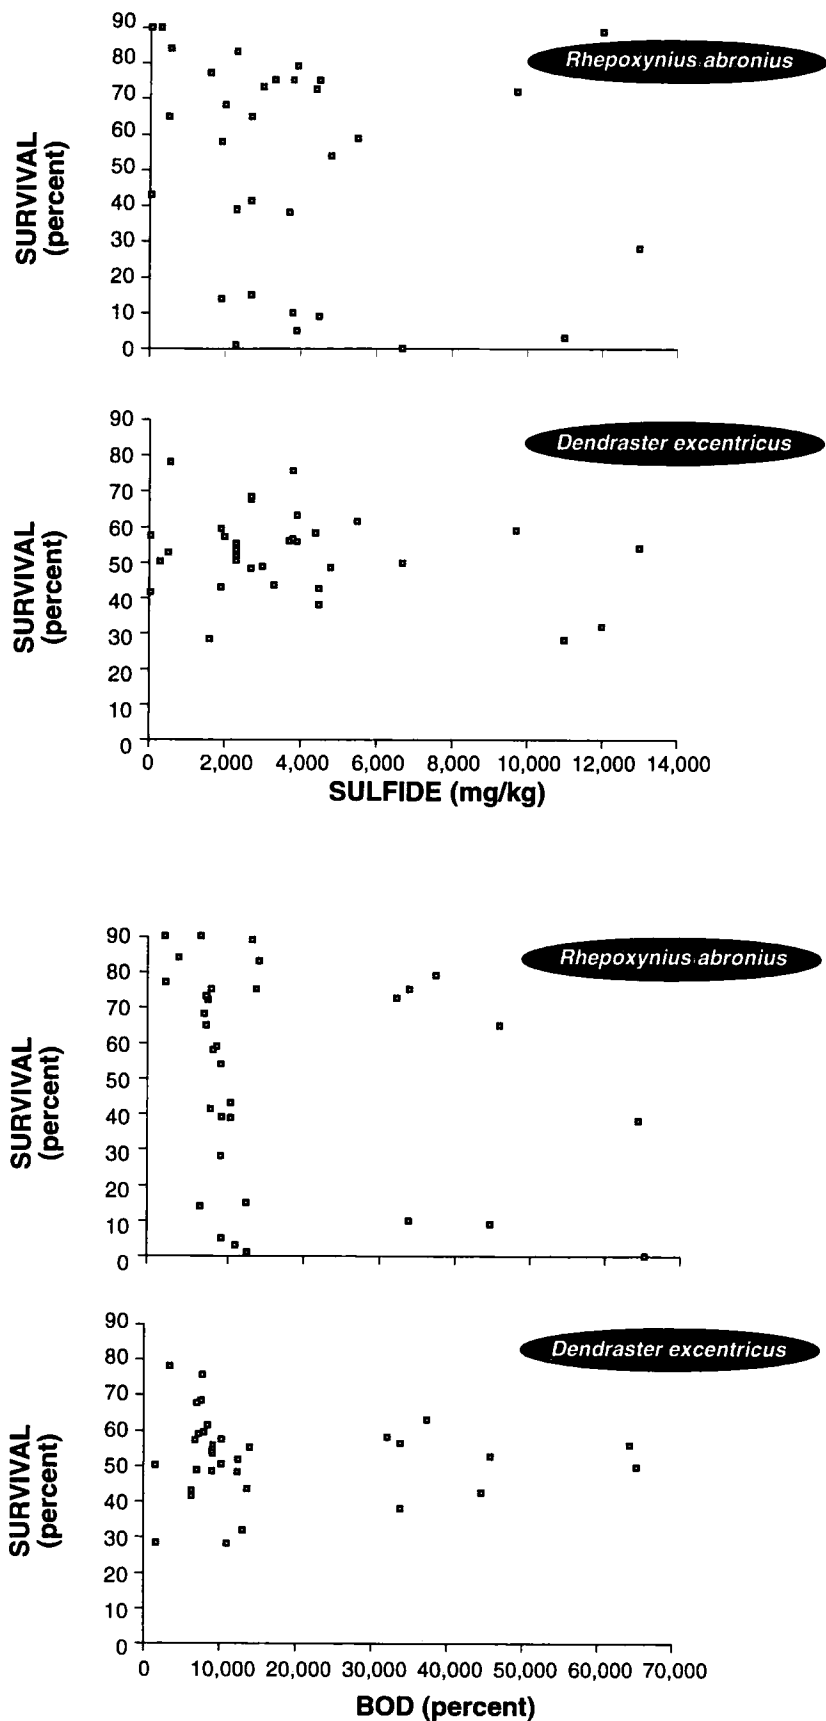 90
80
70
60
50
40
30
20
10
0
SURVIVAL
(percent)
Rhepoxynius abronius
90
80
70
60
50
40
30
20
10
0
SURVIVAL
(percent)
Dendraster excentricus
0 2,000 4,000 6,000 8,000 10,000 12,000 14,000
SULFIDE (mg/kg)
90
80
70
60
50
40
30
20
10
0
SURVIVAL
(percent)
Rhepoxynius abronius
90
80
70
60
50
40
30
20
10
0
SURVIVAL
(percent)
Dendraster excentricus
0 10,000 20,000 30,000 40,000 50,000 60,000 70,000
BOD (percent)